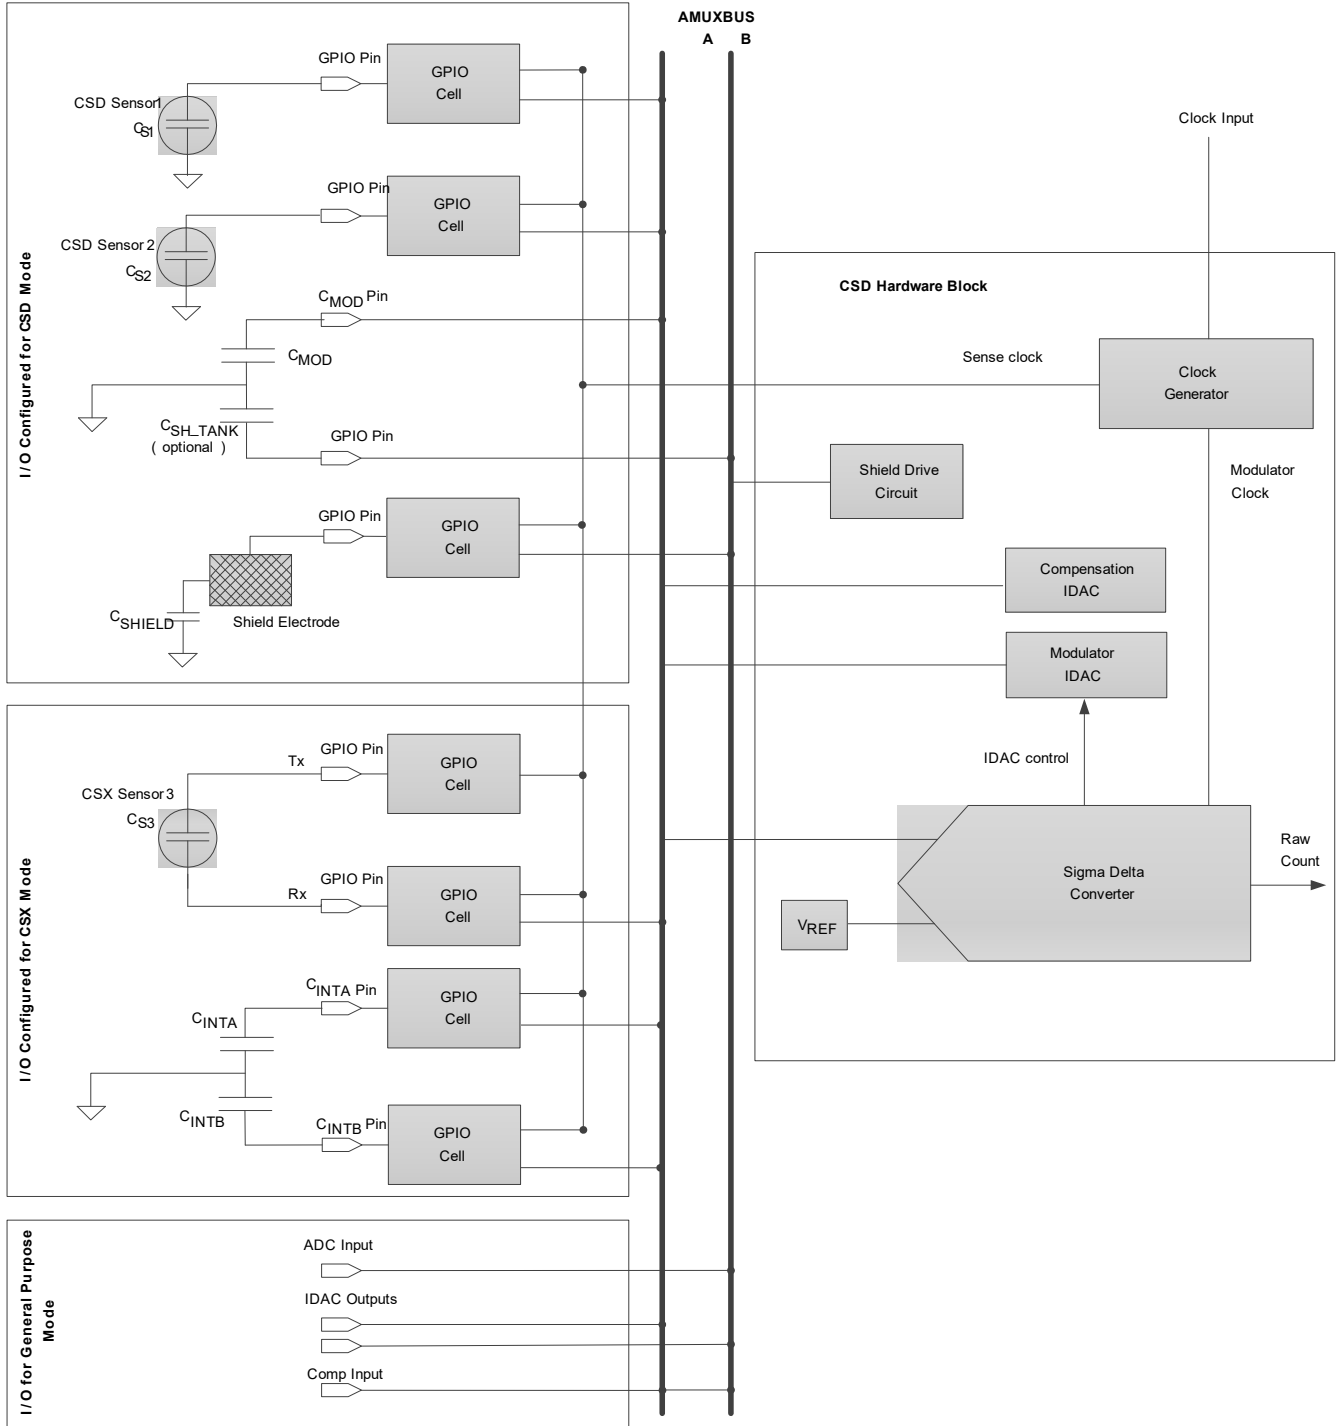 AMUXBUS
A B
I/O Configured for CSD Mode
GPIO Pin
GPIO
Cell
CSD Sensor1
CS1
GPIO Pin
GPIO
Cell
CSD Sensor 2
CS2
CMOD Pin
CMOD
CSH_TANK
( optional )
GPIO Pin
GPIO Pin
GPIO
Cell
CSHIELD
Shield Electrode
I/O Configured for CSX Mode
Tx
GPIO Pin
GPIO
Cell
CSX Sensor 3
CS3
Rx
GPIO Pin
GPIO
Cell
CINTA Pin
GPIO
Cell
CINTA
CINTB
CINTB Pin
GPIO
Cell
I/O for General Purpose
Mode
ADC Input
IDAC Outputs
Comp Input
Clock Input
CSD Hardware Block
Sense clock
Clock
Generator
Shield Drive
Circuit
Modulator
Clock
Compensation
IDAC
Modulator
IDAC
IDAC control
Sigma Delta
Converter
Raw
Count
VREF